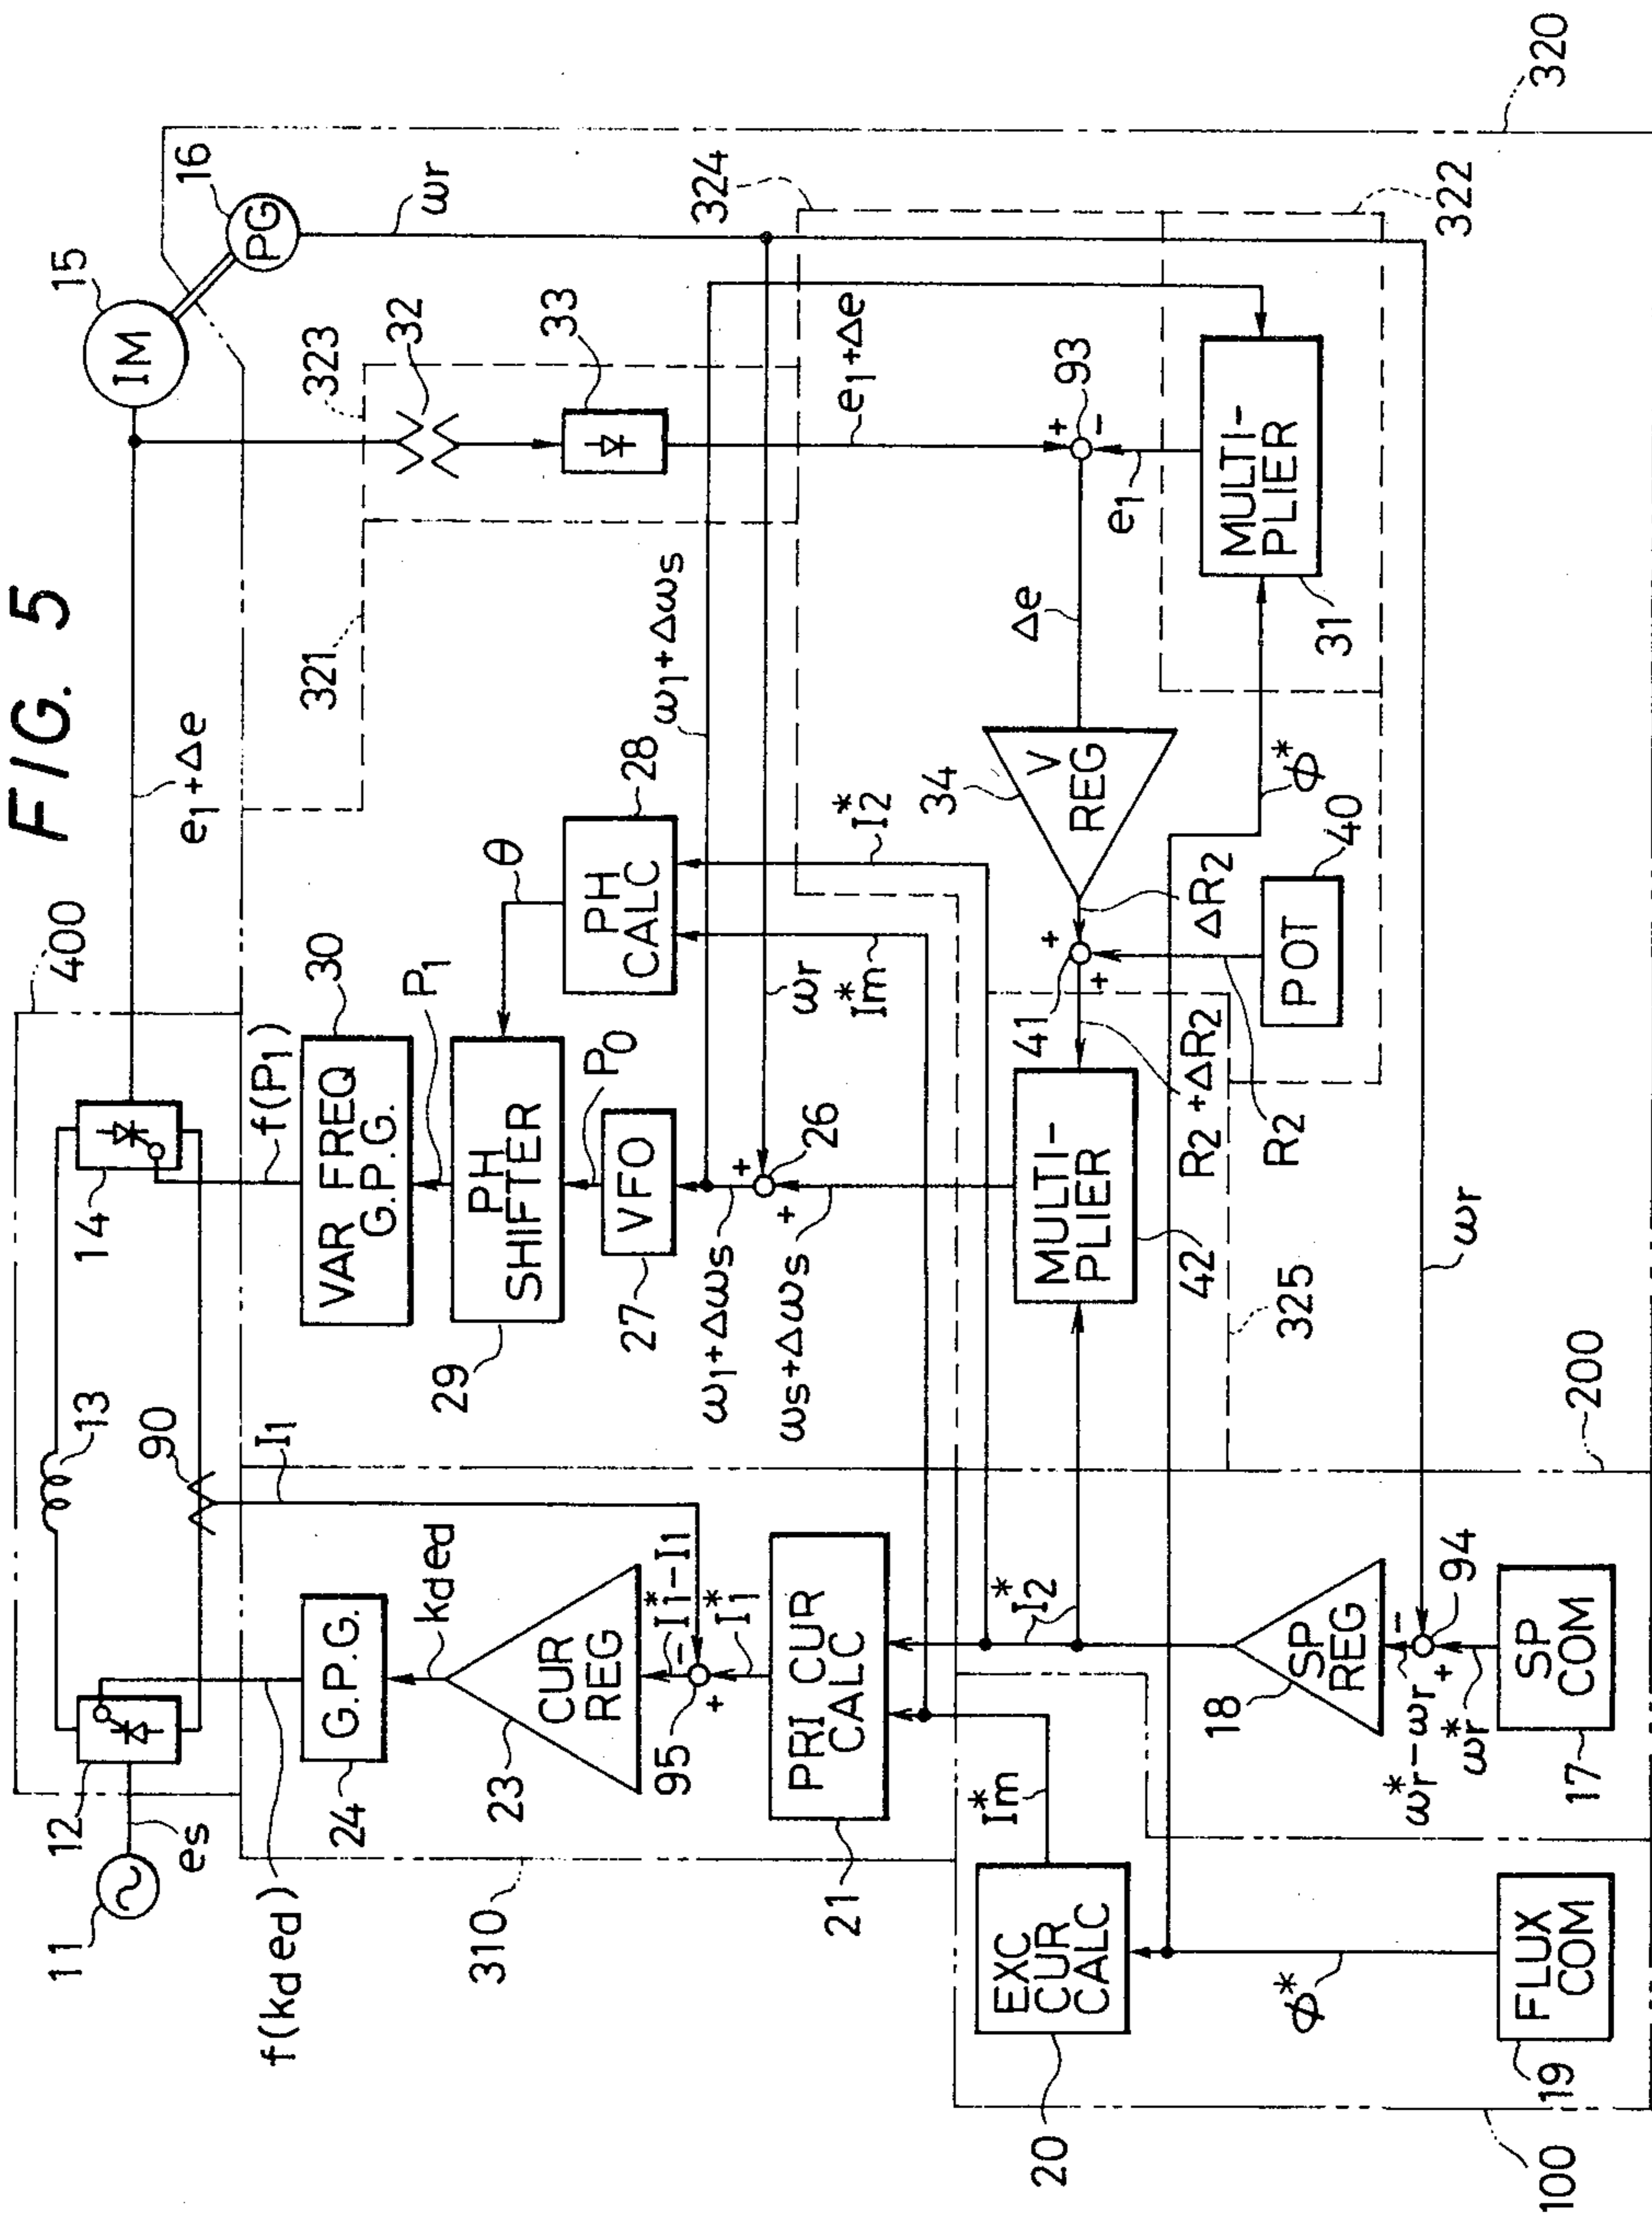 FIG. 5
400
12
13
14
15
IM
16
PG
ωr
11
es
90
e1+Δe
f(kded)
I1
f(P1)
321
323
32
G.P.G.
24
kded
VAR FREQ
G.P.G.
30
P1
33
310
CUR
REG
23
PH
SHIFTER
29
θ
PH
CALC
28
324
320
I1*-I1
-
+
95
I1*
VFO
27
P0
ω1+Δωs
ω1+Δωs
+
+
26
ωs+Δωs
ωr
Im*
I2*
e1+Δe
PRI CUR
CALC
21
Im*
I2*
EXC
CUR
CALC
20
MULTI-
PLIER
42
41
+
+
R2+ΔR2
ΔR2
V
REG
34
Δe
+
-
93
e1
322
325
R2
POT
40
Φ*
MULTI-
PLIER
31
SP
REG
18
200
ωr
ωr*-ωr
-
+
94
ωr*
SP
COM
17
Φ*
FLUX
COM
19
100